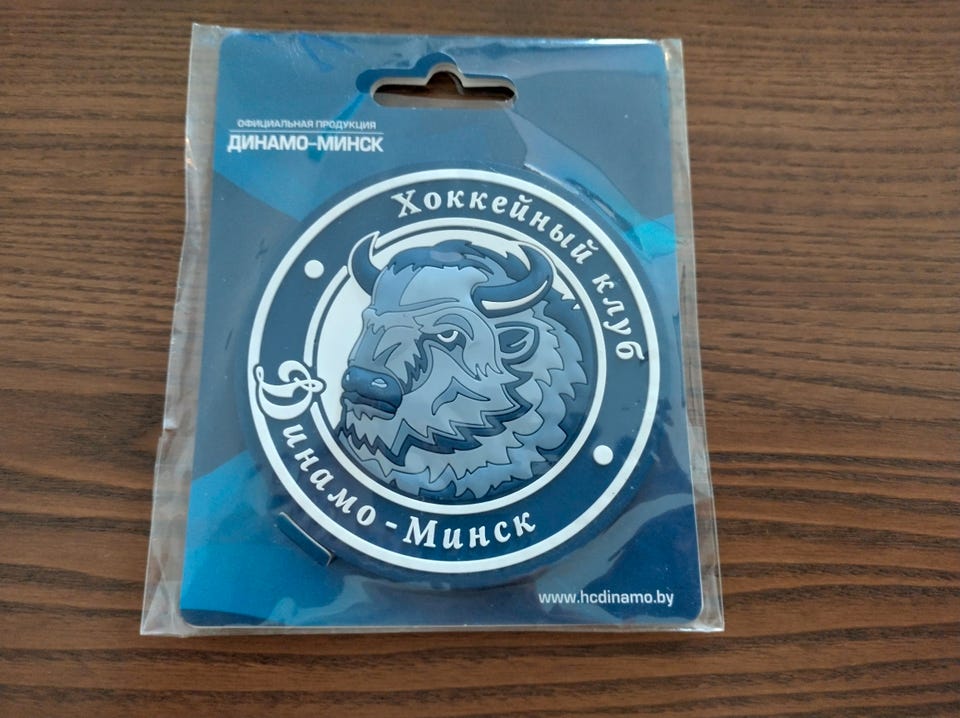 ОФИЦИАЛЬНАЯ ПРОДУКЦИЯ
ДИНАМО-МИНСК
Хоккейный клуб
Динамо-Минск
www.hcdinamo.by